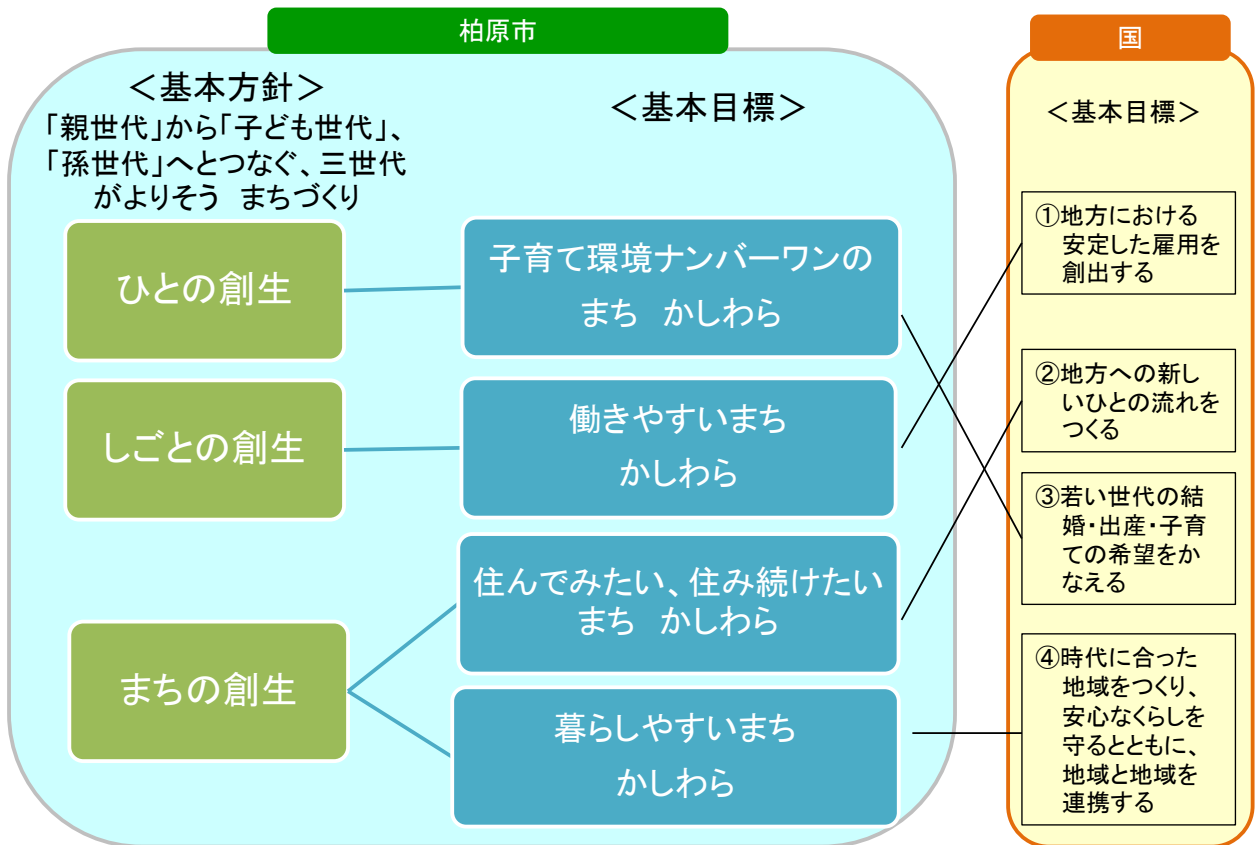 柏原市
国
＜基本方針＞
「親世代」から「子ども世代」、
「孫世代」へとつなぐ、三世代
がよりそう　まちづくり
＜基本目標＞
ひとの創生
子育て環境ナンバーワンの
まち　かしわら
しごとの創生
働きやすいまち
かしわら
まちの創生
住んでみたい、住み続けたい
まち　かしわら
暮らしやすいまち
かしわら
＜基本目標＞
①地方における
安定した雇用を
創出する
②地方への新し
いひとの流れを
つくる
③若い世代の結
婚・出産・子育
ての希望をか
なえる
④時代に合った
地域をつくり、
安心なくらしを
守るとともに、
地域と地域を
連携する